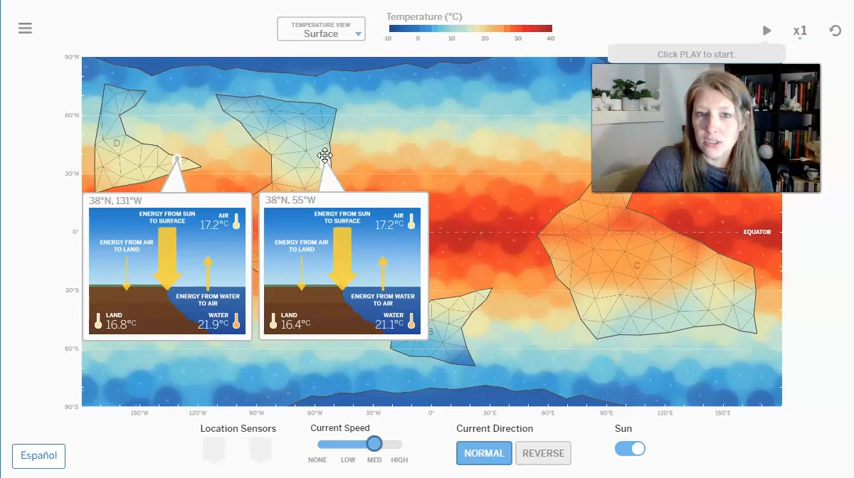 TEMPERATURE VIEW
Surface
Temperature (°C)
-10 0 10 20 30 40
x1
Click PLAY to start.
90°N
60°N
30°N
0°
30°S
60°S
90°S
D
C
EQUATOR
38°N, 131°W
ENERGY FROM SUN
TO SURFACE
AIR
17.2°C
ENERGY FROM AIR
TO LAND
ENERGY FROM WATER
TO AIR
LAND
16.8°C
WATER
21.9°C
38°N, 55°W
ENERGY FROM SUN
TO SURFACE
AIR
17.2°C
ENERGY FROM AIR
TO LAND
ENERGY FROM WATER
TO AIR
LAND
16.4°C
WATER
21.1°C
150°W 120°W 90°W 60°W 30°W 0° 30°E 60°E 90°E 120°E 150°E
Location Sensors
Current Speed
NONE LOW MED HIGH
Current Direction
NORMAL REVERSE
Sun
Español